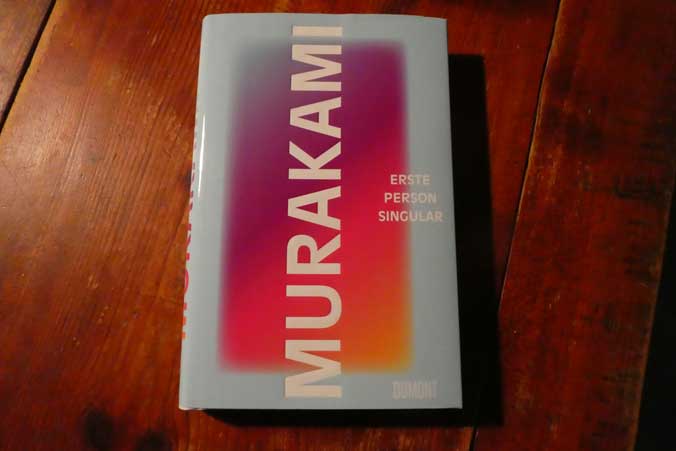 MURAKAMI
ERSTE
PERSON
SINGULAR
DUMONT